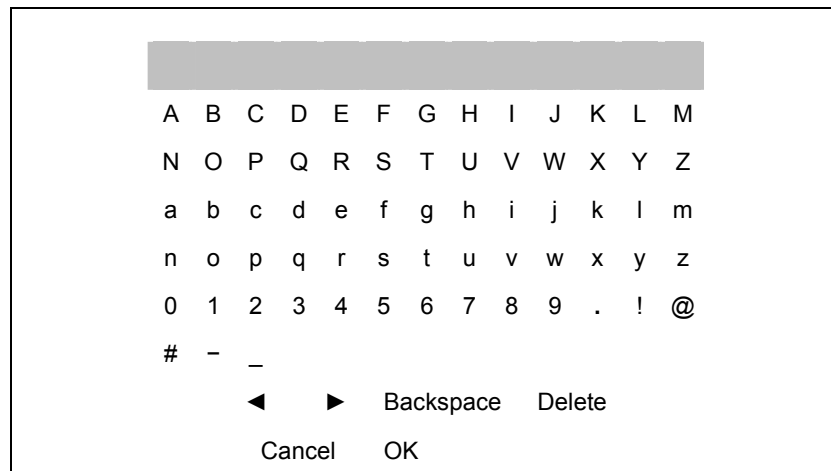 A B C D E F G H I J K L M
N O P Q R S T U V W X Y Z
a b c d e f g h i j k l m
n o p q r s t u v w x y z
0 1 2 3 4 5 6 7 8 9 . ! @
# − _
◄ ► Backspace Delete
Cancel OK